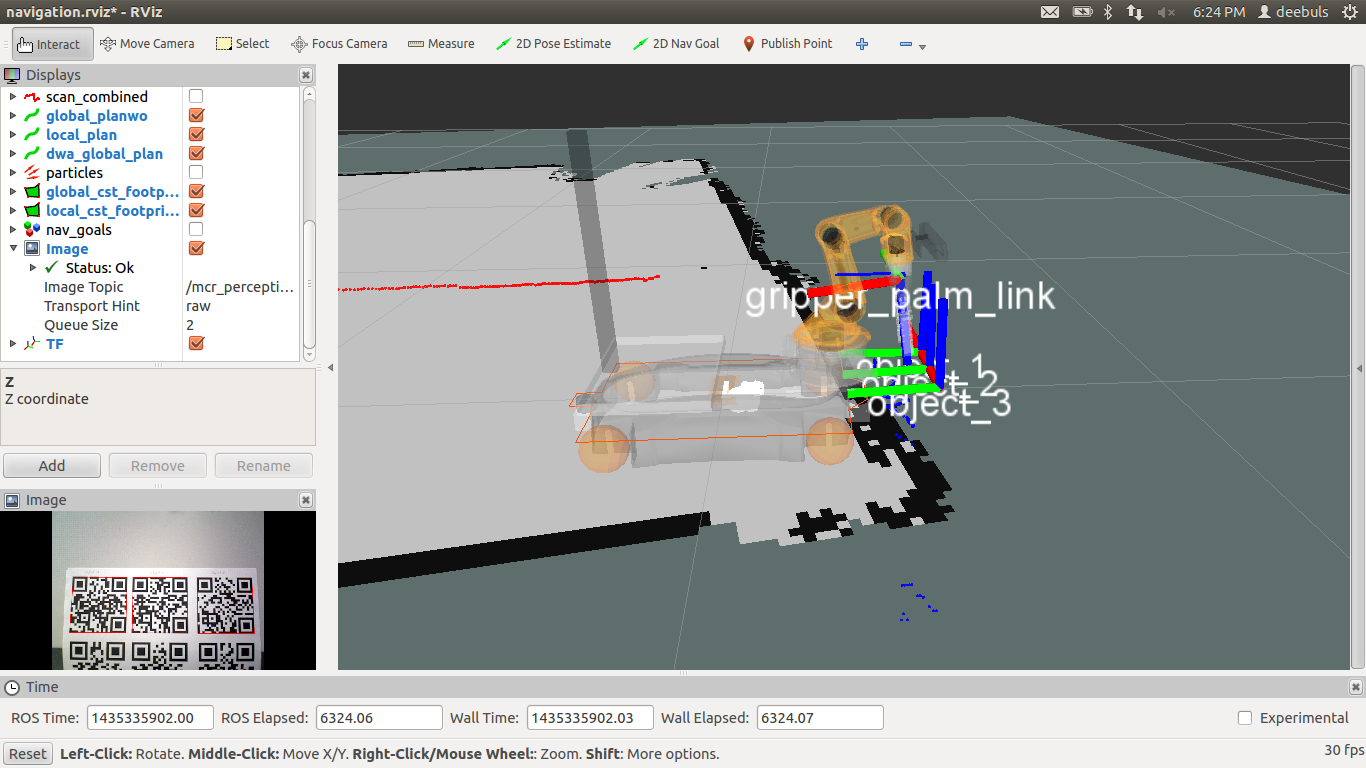 navigation.rviz* - RViz
6:24 PM
deebuls
Interact
Move Camera
Select
Focus Camera
Measure
2D Pose Estimate
2D Nav Goal
Publish Point
Displays
scan_combined
global_planwo
local_plan
dwa_global_plan
particles
global_cst_footp...
local_cst_footpri...
nav_goals
Image
Status: Ok
Image Topic /mcr_percepti...
Transport Hint raw
Queue Size 2
TF
Z
Z coordinate
Add
Remove
Rename
Image
gripper_palm_link
object_1
object_2
object_3
Time
ROS Time: 1435335902.00 ROS Elapsed: 6324.06 Wall Time: 1435335902.03 Wall Elapsed: 6324.07 Experimental
Reset Left-Click: Rotate. Middle-Click: Move X/Y. Right-Click/Mouse Wheel:: Zoom. Shift: More options. 30 fps